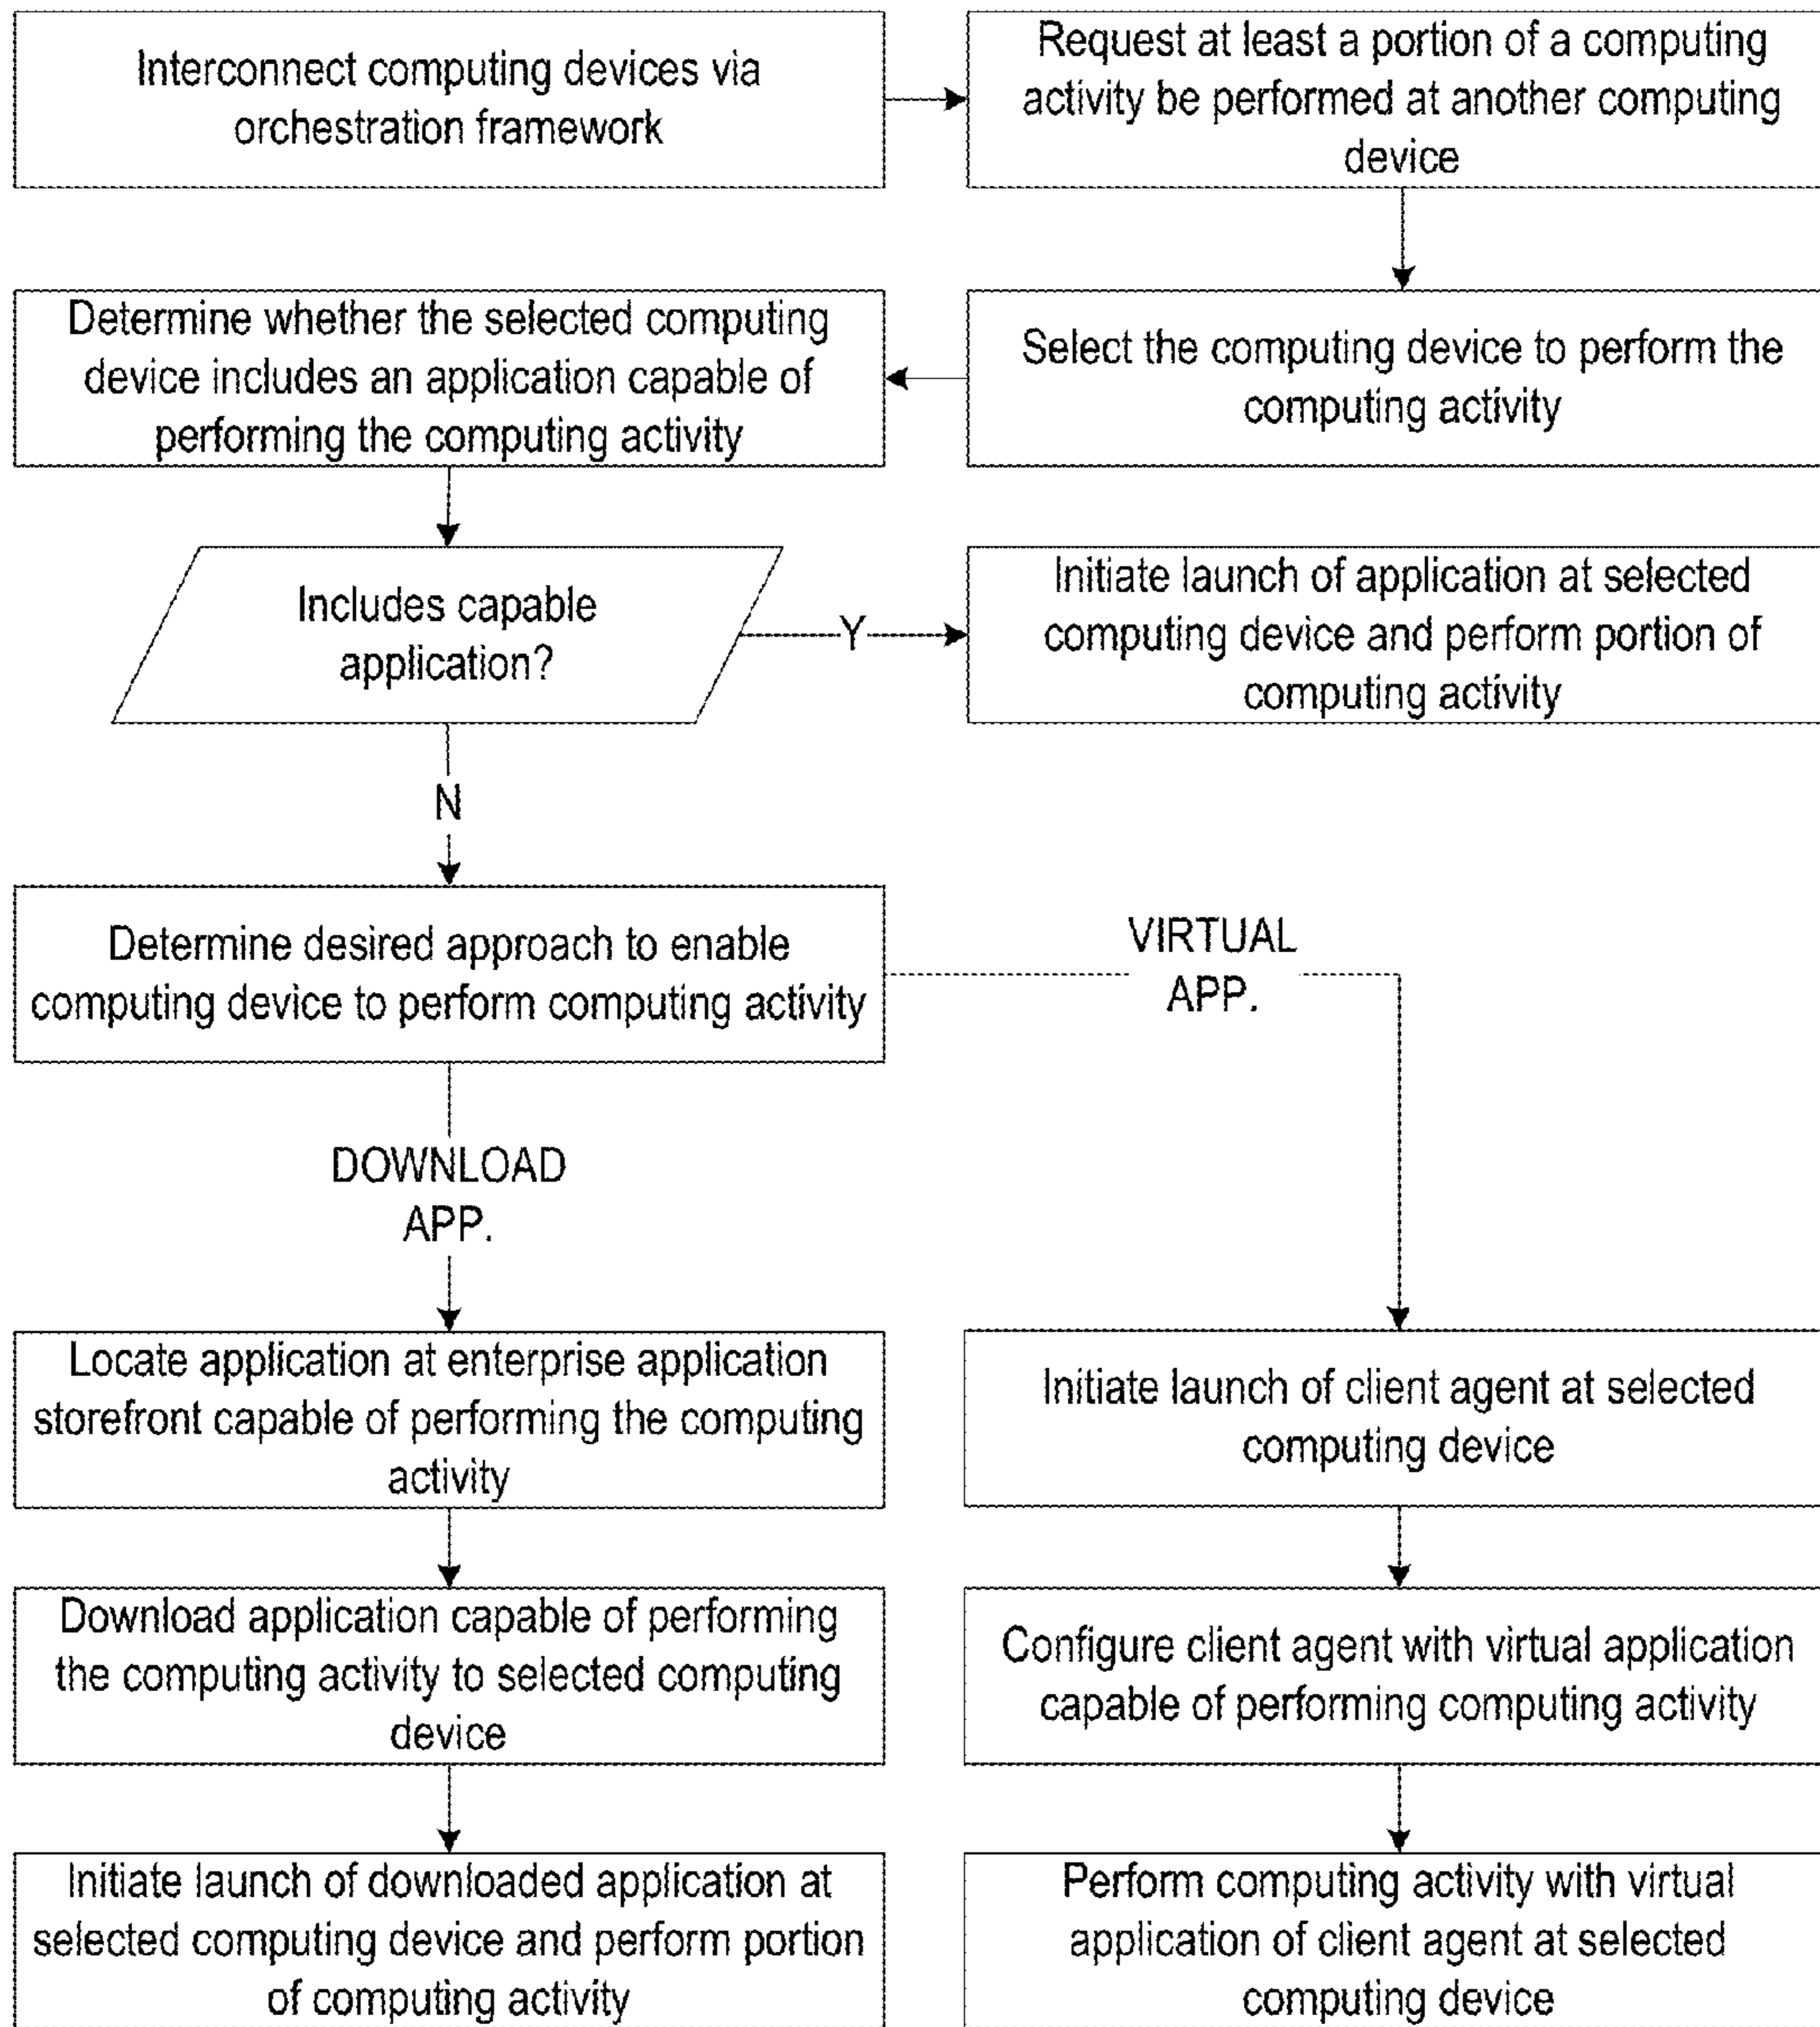 Interconnect computing devices via
orchestration framework
Request at least a portion of a computing
activity be performed at another computing
device
Select the computing device to perform the
computing activity
Determine whether the selected computing
device includes an application capable of
performing the computing activity
Includes capable
application?
Y
Initiate launch of application at selected
computing device and perform portion of
computing activity
N
Determine desired approach to enable
computing device to perform computing activity
VIRTUAL
APP.
DOWNLOAD
APP.
Locate application at enterprise application
storefront capable of performing the computing
activity
Download application capable of performing
the computing activity to selected computing
device
Initiate launch of downloaded application at
selected computing device and perform portion
of computing activity
Initiate launch of client agent at selected
computing device
Configure client agent with virtual application
capable of performing computing activity
Perform computing activity with virtual
application of client agent at selected
computing device